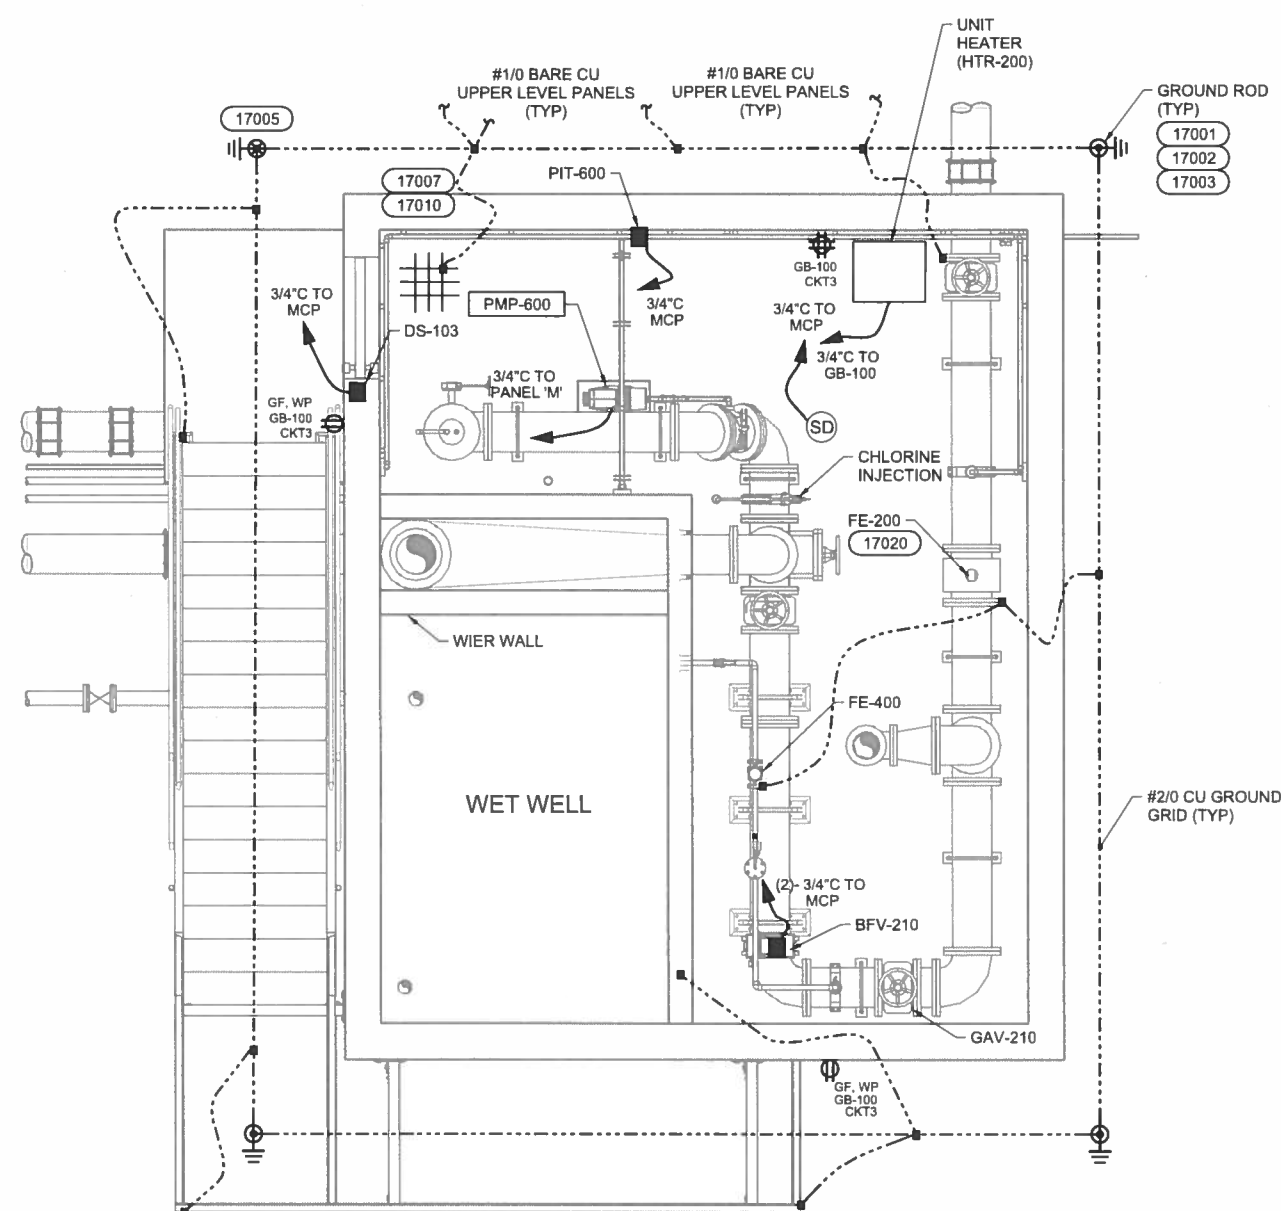 UNIT
HEATER
(HTR-200)
#1/0 BARE CU
UPPER LEVEL PANELS
(TYP)
#1/0 BARE CU
UPPER LEVEL PANELS
(TYP)
GROUND ROD
(TYP)
17001
17002
17003
17005
17007
17010
PIT-600
GB-100
CKT3
3/4"C TO
MCP
PMP-600
3/4"C
MCP
3/4"C TO
MCP
DS-103
3/4"C TO
GB-100
3/4"C TO
PANEL 'M'
GF, WP
GB-100
CKT3
SD
CHLORINE
INJECTION
FE-200
17020
WIER WALL
FE-400
WET WELL
#2/0 CU GROUND
GRID (TYP)
(2)- 3/4"C TO
MCP
BFV-210
GAV-210
GF, WP
GB-100
CKT3